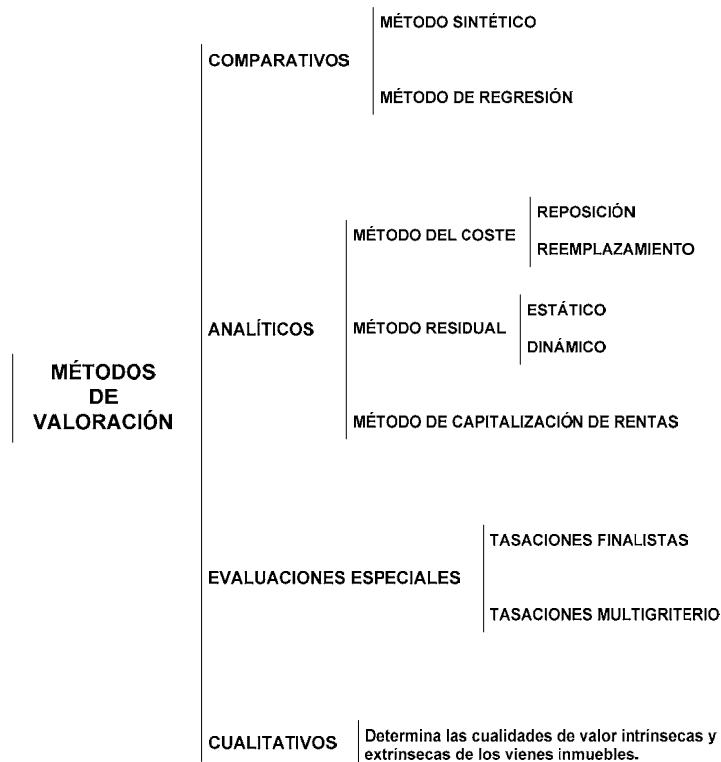 MÉTODOS
DE
VALORACIÓN
COMPARATIVOS
MÉTODO SINTÉTICO
MÉTODO DE REGRESIÓN
ANALÍTICOS
MÉTODO DEL COSTE
REPOSICIÓN
REEMPLAZAMIENTO
MÉTODO RESIDUAL
ESTÁTICO
DINÁMICO
MÉTODO DE CAPITALIZACIÓN DE RENTAS
EVALUACIONES ESPECIALES
TASACIONES FINALISTAS
TASACIONES MULTIGRITERIO
CUALITATIVOS
Determina las cualidades de valor intrínsecas y
extrínsecas de los vienes inmuebles.